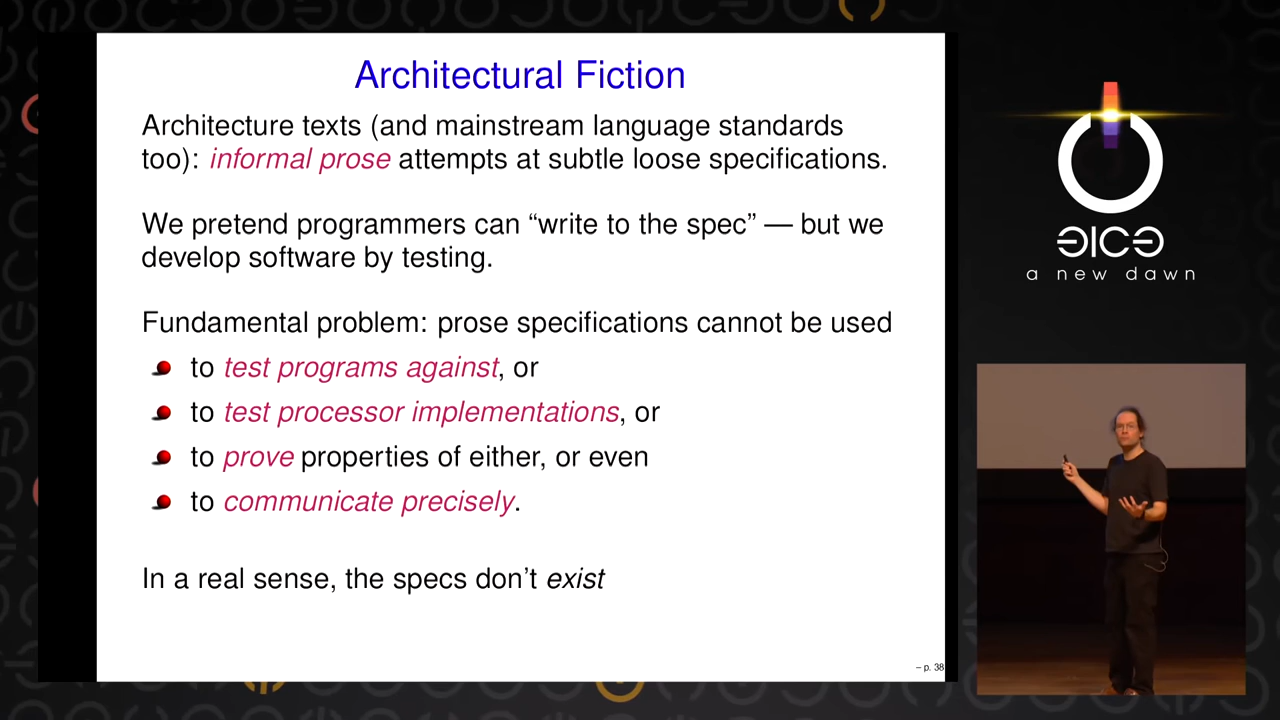 Architectural Fiction
Architecture texts (and mainstream language standards
too): informal prose attempts at subtle loose specifications.
We pretend programmers can “write to the spec” — but we
develop software by testing.
Fundamental problem: prose specifications cannot be used
to test programs against, or
to test processor implementations, or
to prove properties of either, or even
to communicate precisely.
In a real sense, the specs don’t exist
– p. 38
31C3
a new dawn